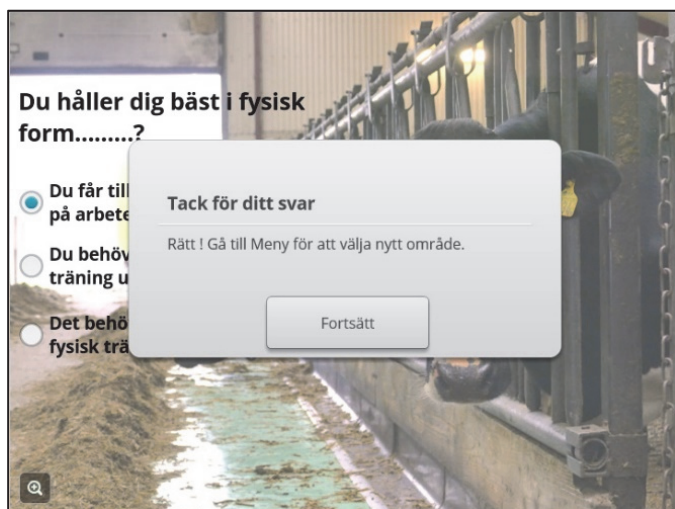 Du håller dig bäst i fysisk
form.........?
Du får till
på arbete
Du behöv
träning u
Det behö
fysisk trä
Tack för ditt svar
Rätt ! Gå till Meny för att välja nytt område.
Fortsätt